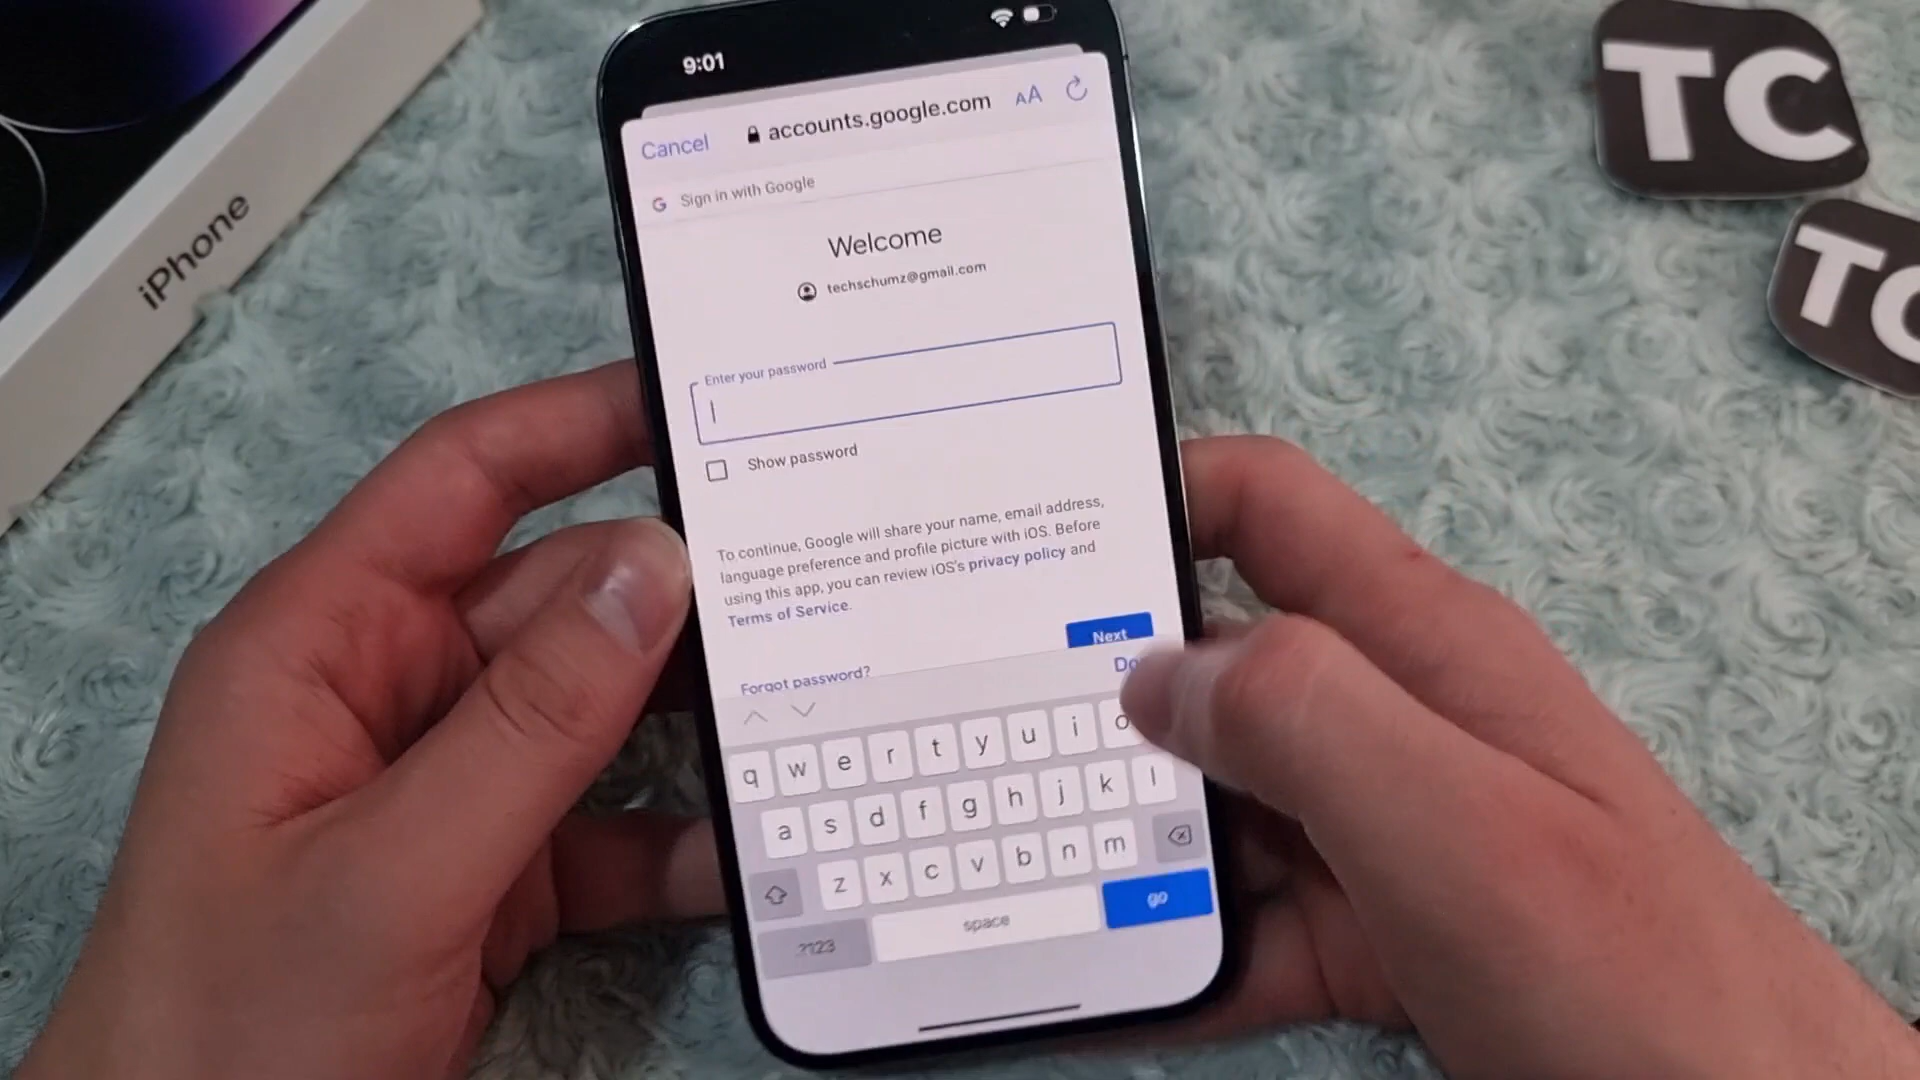 iPhone
9:01
Cancel
accounts.google.com
AA
G Sign in with Google
Welcome
techschumz@gmail.com
Enter your password
Show password
To continue, Google will share your name, email address,
language preference and profile picture with iOS. Before
using this app, you can review iOS's privacy policy and
Terms of Service.
Next
Forgot password?
Do
q w e r t y u i o
a s d f g h j k l
z x c v b n m
space
go
TC
TC